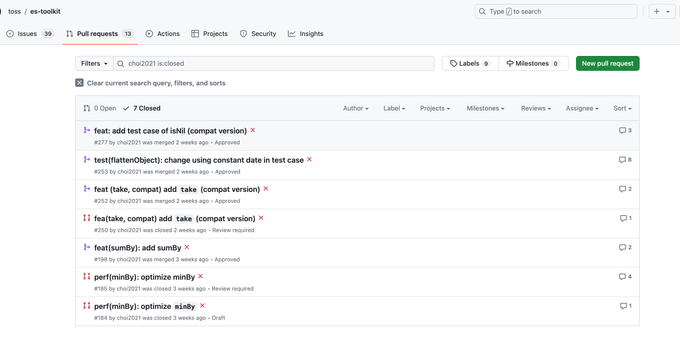 toss / es-toolkit
Type / to search
Issues 39 Pull requests 13 Actions Projects Security Insights
Filters choi2021 is:closed Labels 9 Milestones 0 New pull request
Clear current search query, filters, and sorts
0 Open 7 Closed Author Label Projects Milestones Reviews Assignee Sort
feat: add test case of isNil (compat version) 3
#277 by choi2021 was merged 2 weeks ago • Approved
test(flattenObject): change using constant date in test case 8
#253 by choi2021 was merged 2 weeks ago • Approved
feat (take, compat) add take (compat version) 2
#252 by choi2021 was merged 2 weeks ago • Approved
fea(take, compat) add take (compat version) 1
#250 by choi2021 was closed 2 weeks ago • Review required
feat(sumBy): add sumBy 2
#198 by choi2021 was merged 3 weeks ago • Approved
perf(minBy): optimize minBy 4
#185 by choi2021 was closed 3 weeks ago • Review required
perf(minBy): optimize minBy 1
#184 by choi2021 was closed 3 weeks ago • Draft